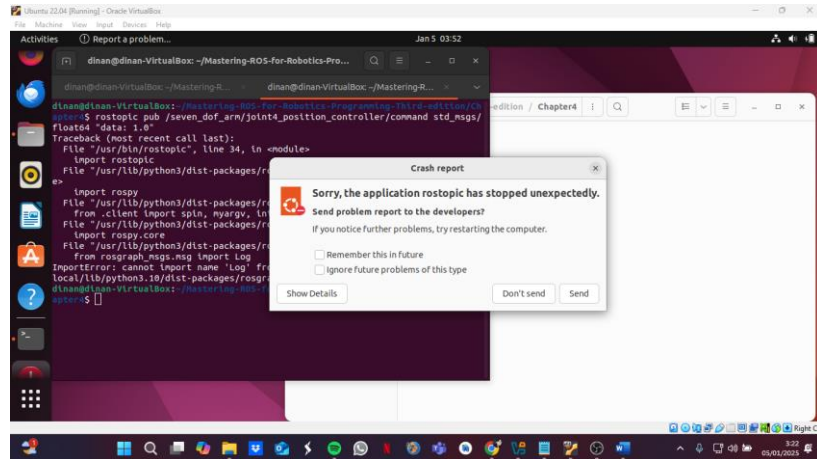 Ubuntu 22.04 [Running] - Oracle VirtualBox
File Machine View Input Devices Help
Activities Report a problem... Jan 5 03:52
dinan@dinan-VirtualBox: ~/Mastering-ROS-for-Robotics-Pro...
dinan@dinan-VirtualBox: ~/Mastering-R... dinan@dinan-VirtualBox: ~/Mastering-R...
-edition / Chapter4
dinan@dinan-VirtualBox:~/Mastering-ROS-for-Robotics-Programming-Third-edition/Ch
apter4$ rostopic pub /seven_dof_arm/joint4_position_controller/command std_msgs/
float64 "data: 1.0"
Traceback (most recent call last):
File "/usr/bin/rostopic", line 34, in <module>
import rostopic
File "/usr/lib/python3/dist-packages/ro
e>
import rospy
File "/usr/lib/python3/dist-packages/ro
from .client import spin, myargv, in
File "/usr/lib/python3/dist-packages/ro
import rospy.core
File "/usr/lib/python3/dist-packages/ro
from rosgraph_msgs.msg import Log
ImportError: cannot import name 'Log' fr
local/lib/python3.10/dist-packages/rosgr
dinan@dinan-VirtualBox:~/Mastering-ROS-f
apter4$
Crash report
Sorry, the application rostopic has stopped unexpectedly.
Send problem report to the developers?
If you notice further problems, try restarting the computer.
Remember this in future
Ignore future problems of this type
Show Details Don't send Send
Right C
3:22
05/01/2025